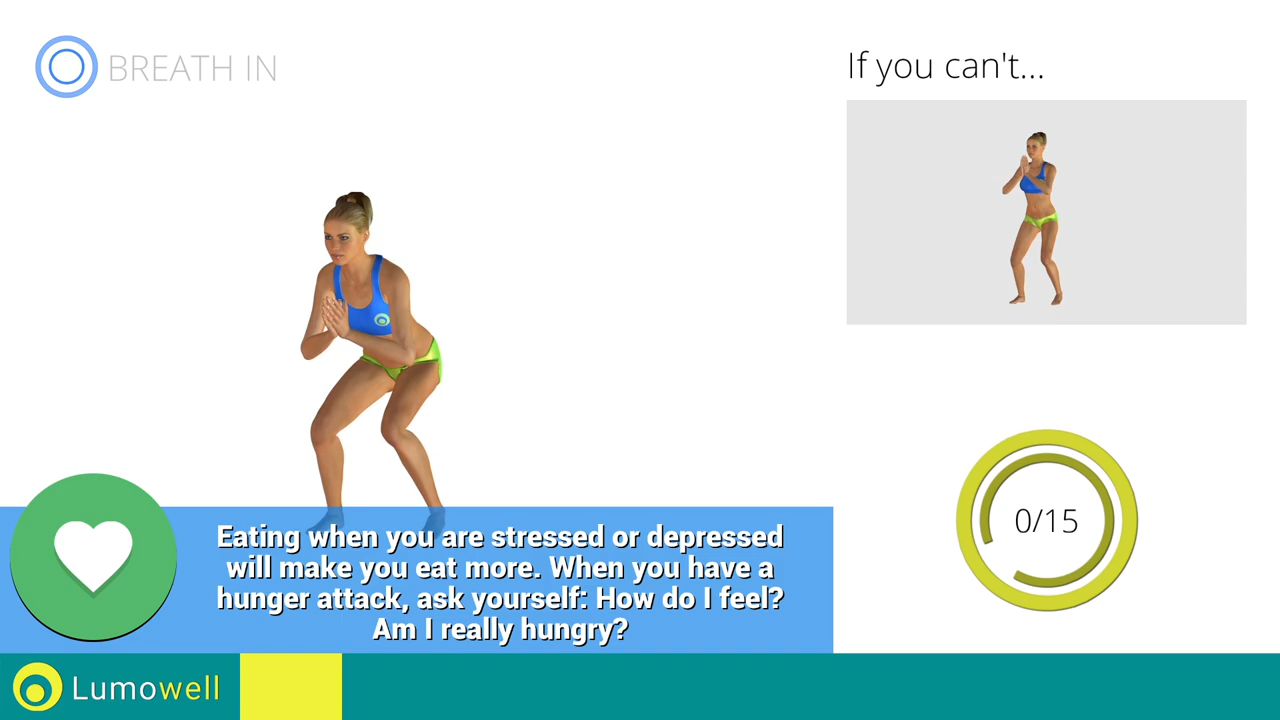 BREATH IN
If you can't...
0/15
Eating when you are stressed or depressed
will make you eat more. When you have a
hunger attack, ask yourself: How do I feel?
Am I really hungry?
Lumowell